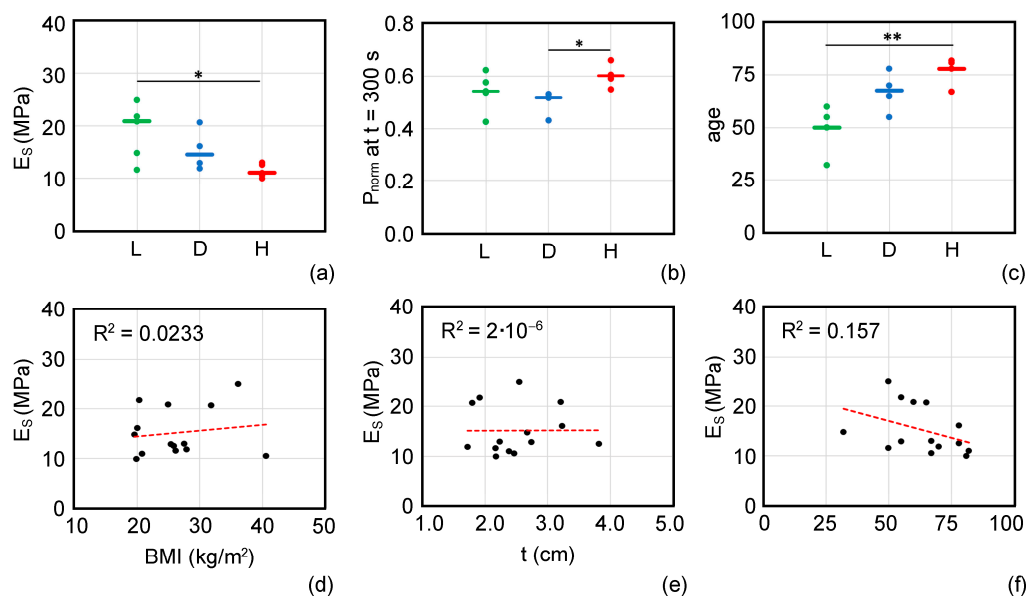 40
30
20
10
0
E_S (MPa)
*
L D H
(a)
0.8
0.6
0.4
0.2
0.0
P_norm at t = 300 s
*
L D H
(b)
100
75
50
25
0
age
**
L D H
(c)
40
30
20
10
0
E_S (MPa)
R² = 0.0233
10 20 30 40 50
BMI (kg/m²)
(d)
40
30
20
10
0
E_S (MPa)
R² = 2·10⁻⁶
1.0 2.0 3.0 4.0 5.0
t (cm)
(e)
40
30
20
10
0
E_S (MPa)
R² = 0.157
0 25 50 75 100
(f)